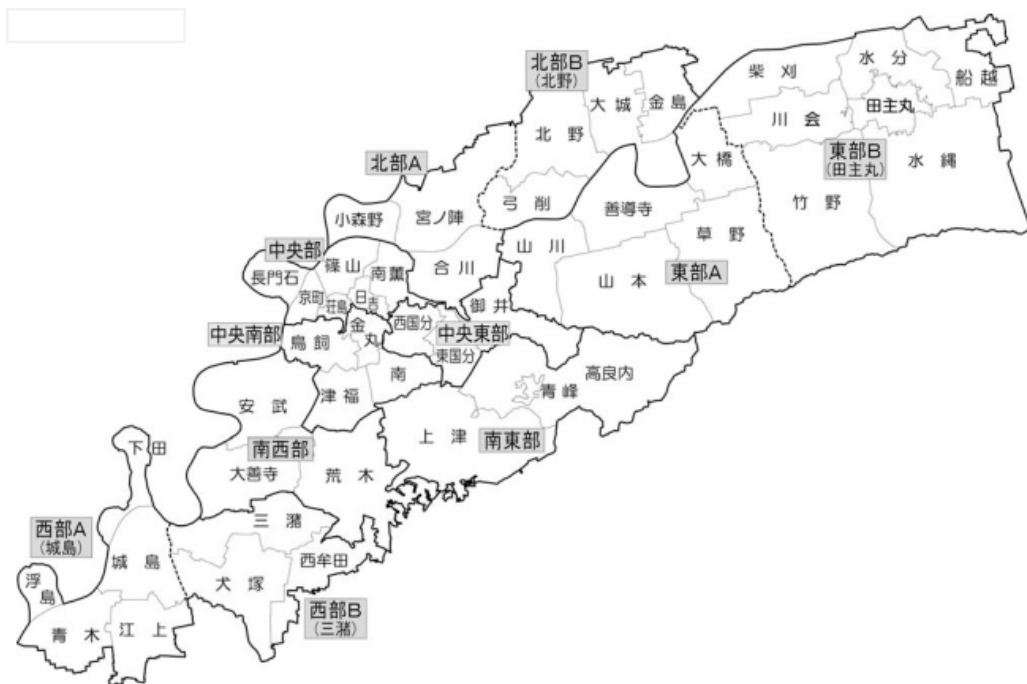 北部B
(北野)
大城
金島
柴刈
水分
船越
北野
川会
田主丸
大橋
東部B
(田主丸)
水縄
北部A
弓削
善導寺
竹野
小森野
宮ノ陣
山川
草野
中央部
篠山
南薫
合川
山本
東部A
長門石
京町
荘島
日吉
御井
中央南部
鳥飼
金丸
西国分
中央東部
東国分
津福
南
高良内
青峰
安武
上津
南東部
下田
南西部
大善寺
荒木
西部A
(城島)
三潴
城島
犬塚
西牟田
浮島
西部B
(三潴)
青木
江上